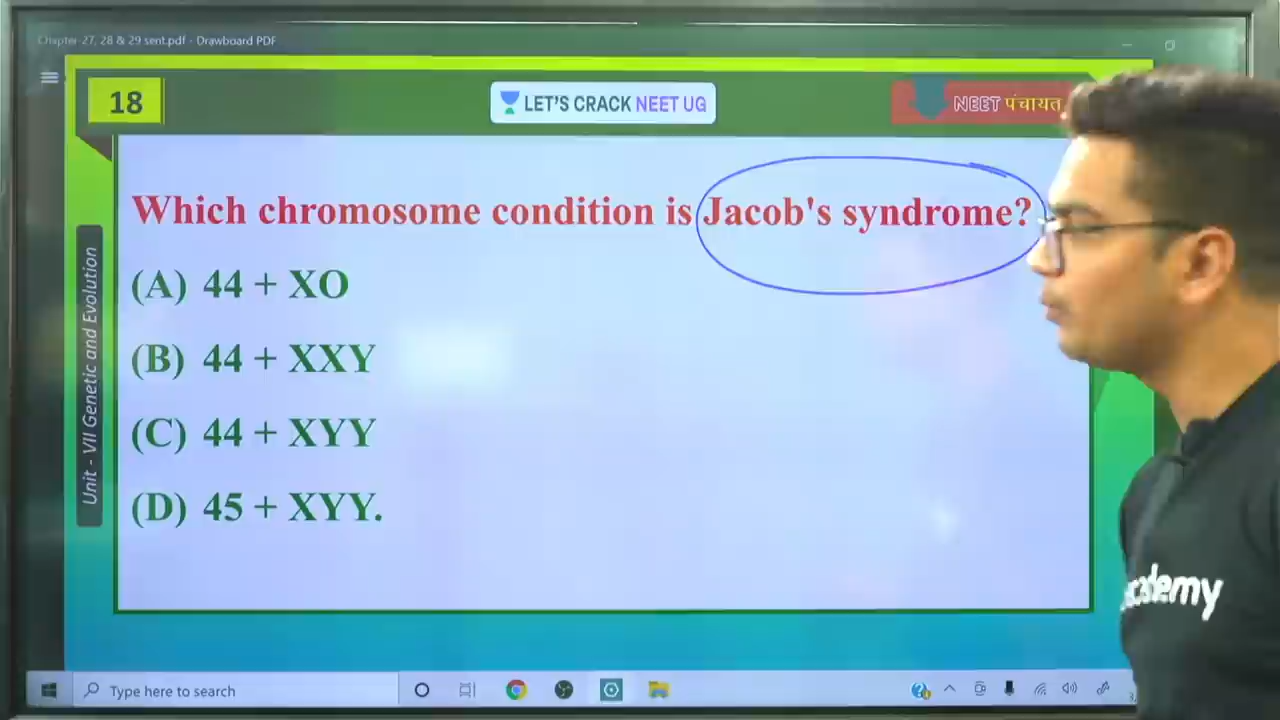 Chapter-27, 28 & 29 sent.pdf - Drawboard PDF
18
LET'S CRACK NEET UG
NEET पंचायत
Which chromosome condition is Jacob's syndrome?
(A) 44 + XO
(B) 44 + XXY
(C) 44 + XYY
(D) 45 + XYY.
Unit - VII Genetic and Evolution
Type here to search